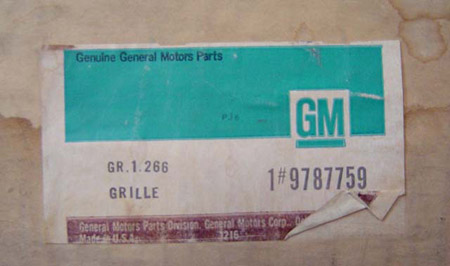 Genuine General Motors Parts
GM
GR.1.266
GRILLE
1#9787759
General Motors Parts Division, General Motors Corp.,
Made in U.S.A. 1216